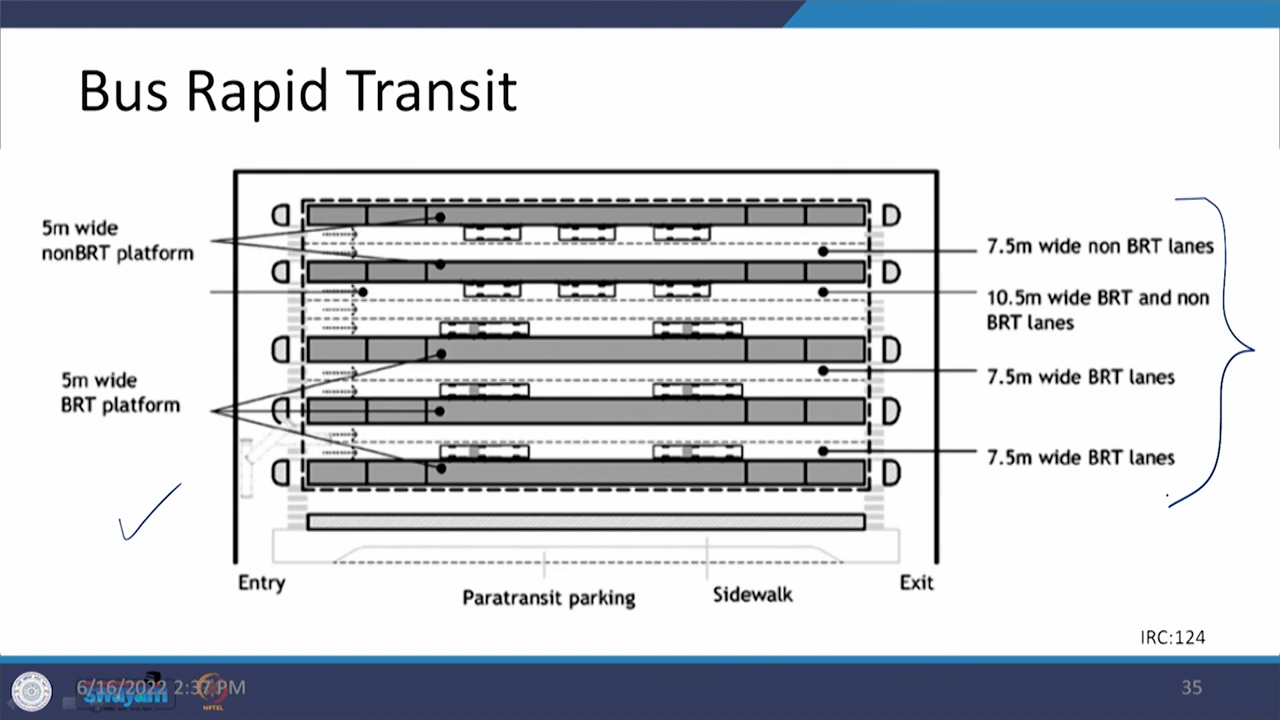 Bus Rapid Transit
5m wide
nonBRT platform
7.5m wide non BRT lanes
10.5m wide BRT and non
BRT lanes
5m wide
BRT platform
7.5m wide BRT lanes
7.5m wide BRT lanes
Entry
Paratransit parking
Sidewalk
Exit
IRC:124
6/16/2022 2:37 PM
swayam
NPTEL
35